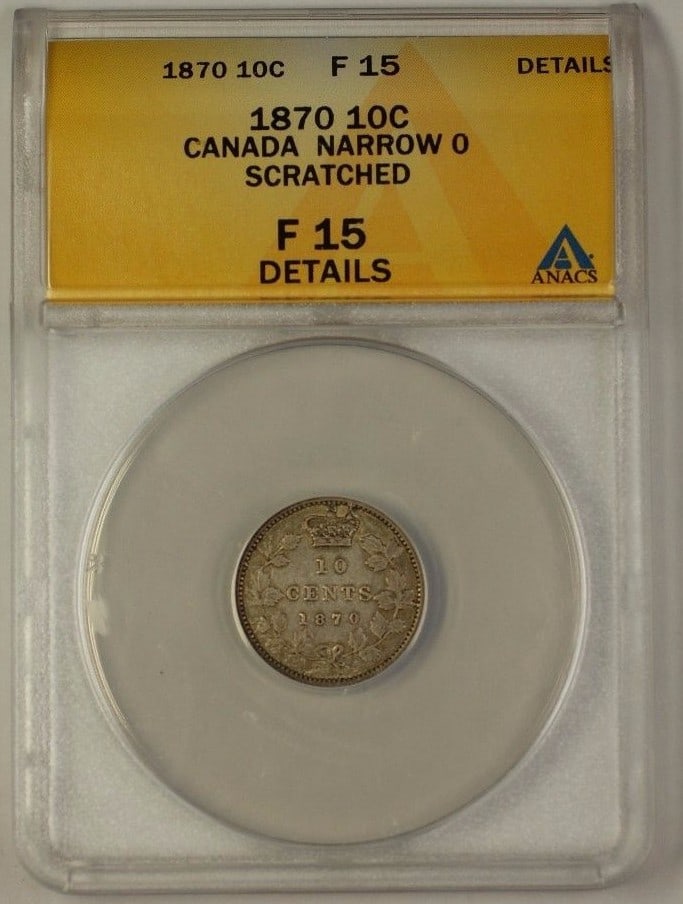 1870 10C F 15 DETAILS
1870 10C
CANADA NARROW 0
SCRATCHED
F 15
DETAILS
ANACS
10
CENTS
1870